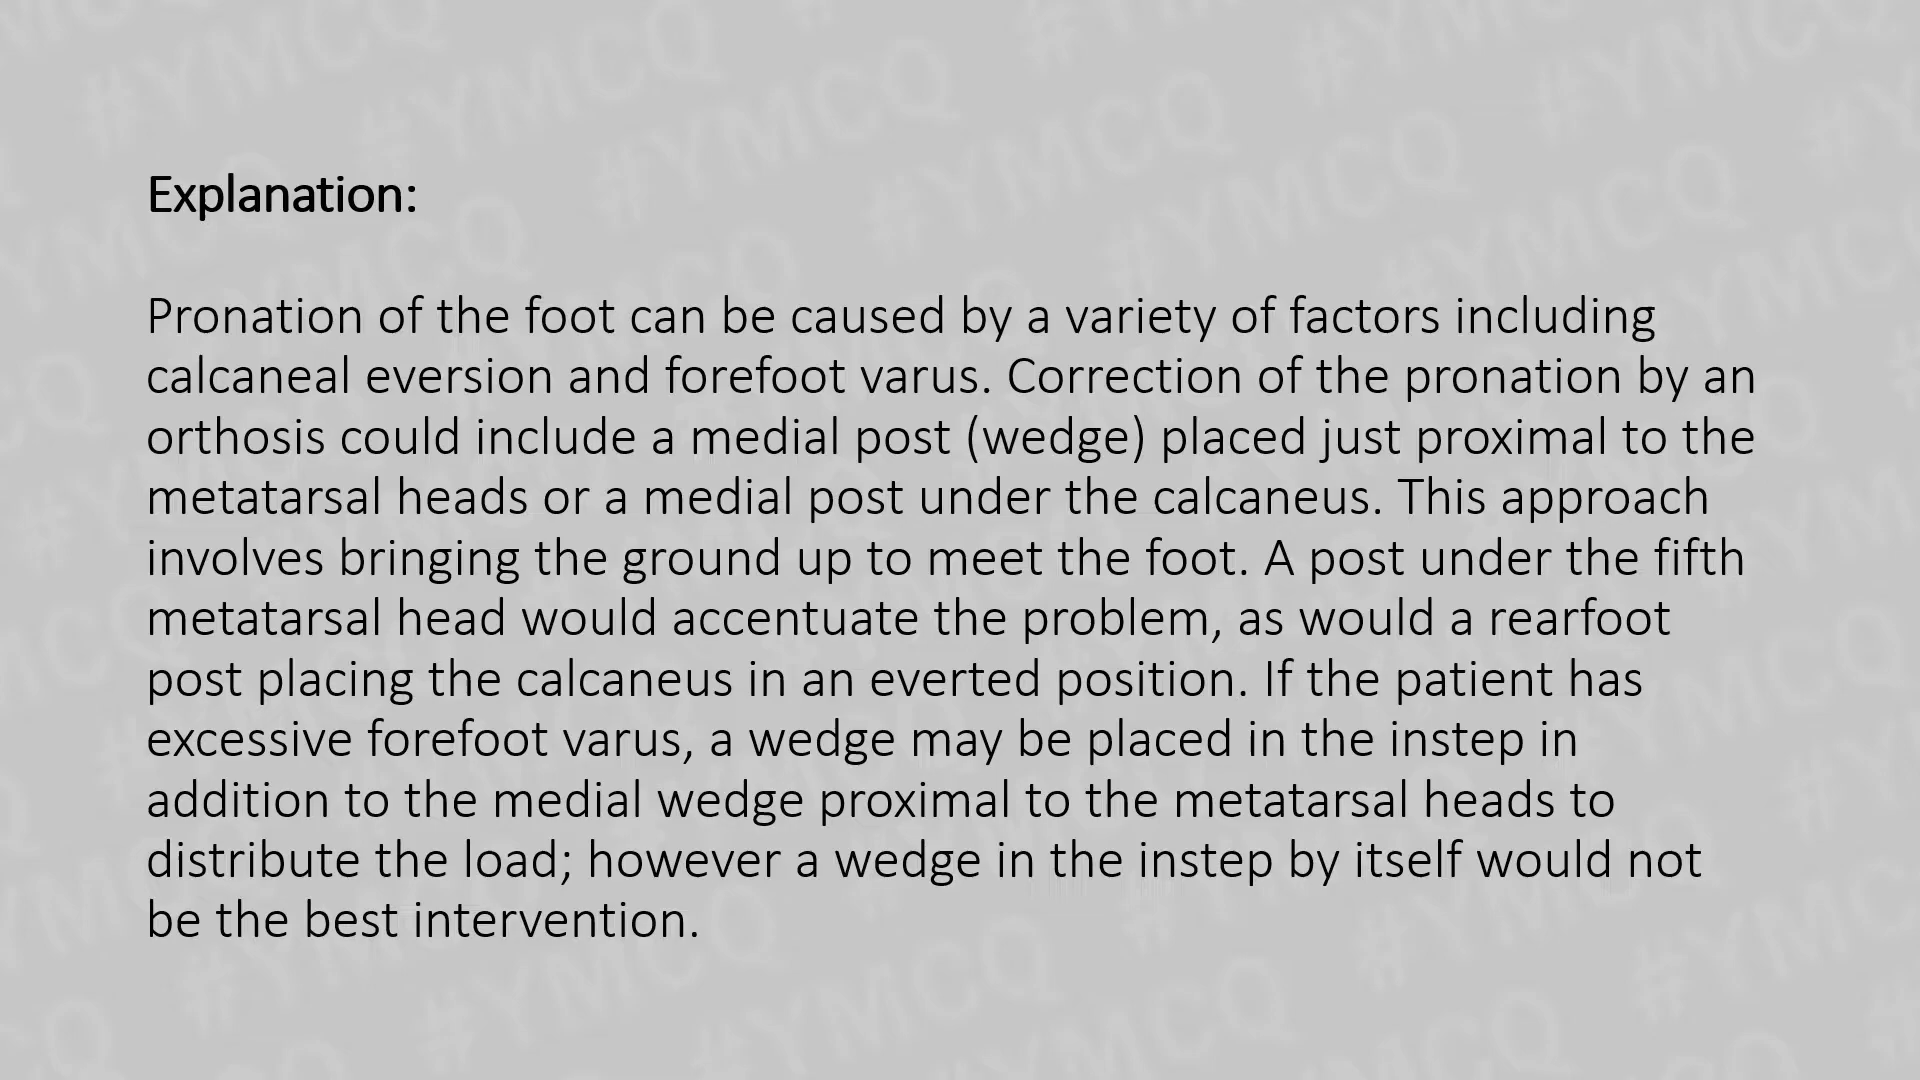 Explanation:
Pronation of the foot can be caused by a variety of factors including
calcaneal eversion and forefoot varus. Correction of the pronation by an
orthosis could include a medial post (wedge) placed just proximal to the
metatarsal heads or a medial post under the calcaneus. This approach
involves bringing the ground up to meet the foot. A post under the fifth
metatarsal head would accentuate the problem, as would a rearfoot
post placing the calcaneus in an everted position. If the patient has
excessive forefoot varus, a wedge may be placed in the instep in
addition to the medial wedge proximal to the metatarsal heads to
distribute the load; however a wedge in the instep by itself would not
be the best intervention.
#YMCQ